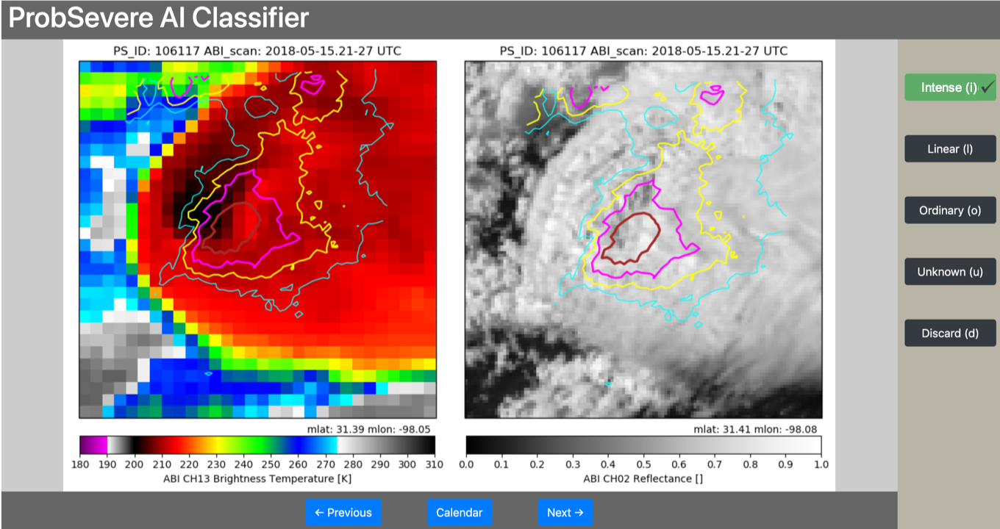 ProbSevere AI Classifier
PS_ID: 106117 ABI_scan: 2018-05-15.21-27 UTC
PS_ID: 106117 ABI_scan: 2018-05-15.21-27 UTC
Intense (i) ✓
Linear (l)
Ordinary (o)
Unknown (u)
Discard (d)
mlat: 31.39 mlon: -98.05
mlat: 31.41 mlon: -98.08
180 190 200 210 220 230 240 250 260 270 280 290 300 310
ABI CH13 Brightness Temperature [K]
0.0 0.1 0.2 0.3 0.4 0.5 0.6 0.7 0.8 0.9 1.0
ABI CH02 Reflectance []
← Previous
Calendar
Next →